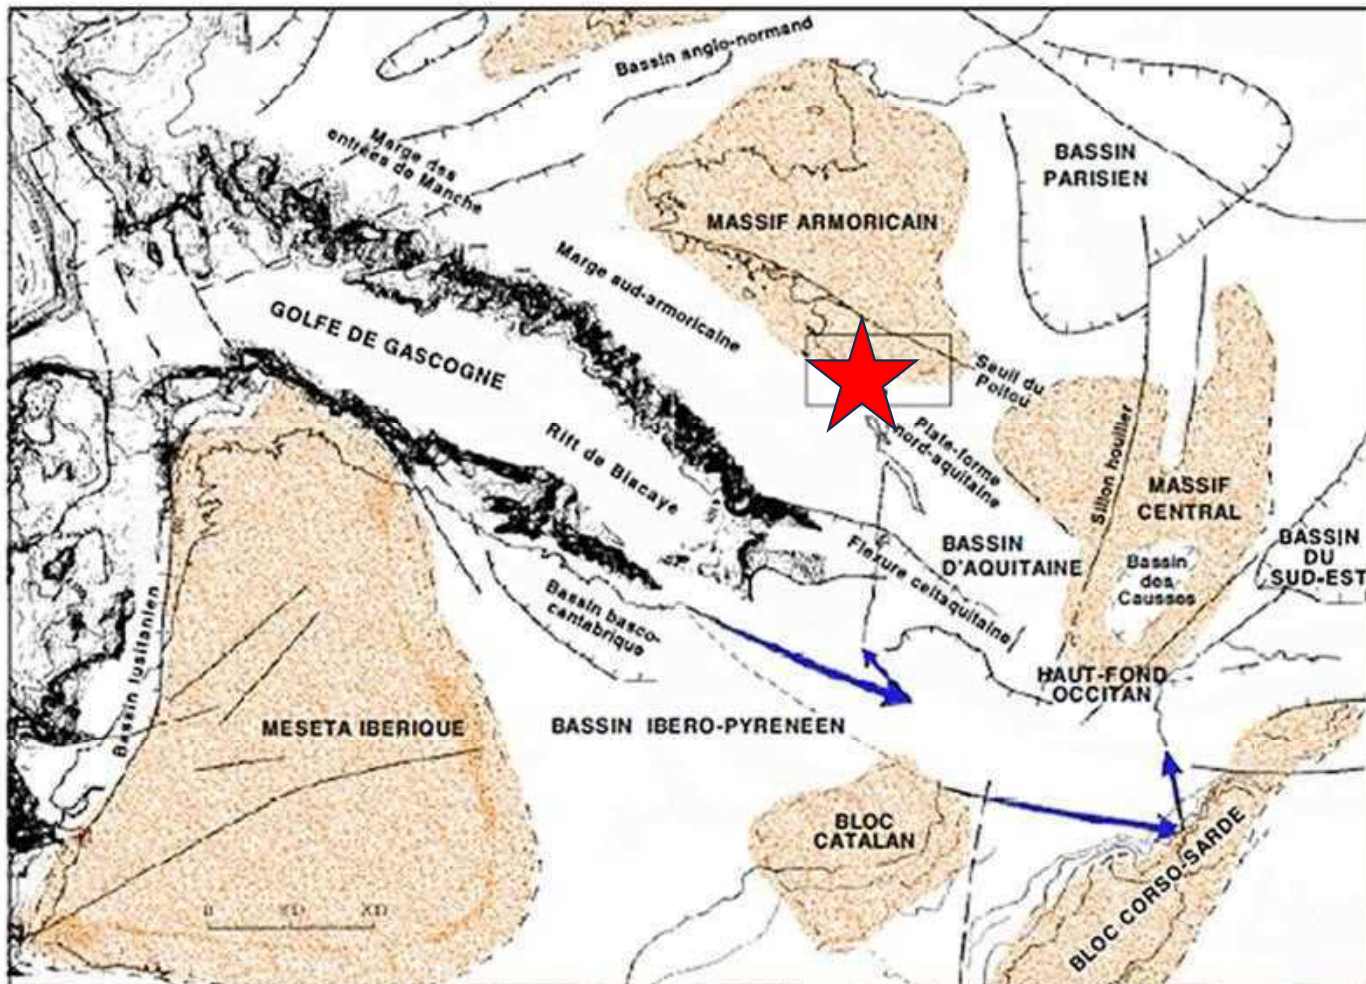 Bassin anglo-normand
Marge des
entrées de Manche
BASSIN
PARISIEN
MASSIF ARMORICAIN
Marge sud-armoricaine
GOLFE DE GASCOGNE
Seuil du
Poitou
Plate-forme
nord-aquitaine
Rift de Biscaye
Sillon houiller
MASSIF
CENTRAL
BASSIN
D'AQUITAINE
Flexure celtaquitaine
Bassin
des
Causses
BASSIN
DU
SUD-EST
Bassin basco-
cantabrique
Bassin lusitanien
HAUT-FOND
OCCITAN
MESETA IBERIQUE
BASSIN IBERO-PYRENEEN
BLOC
CATALAN
BLOC CORSO-SARDE
0